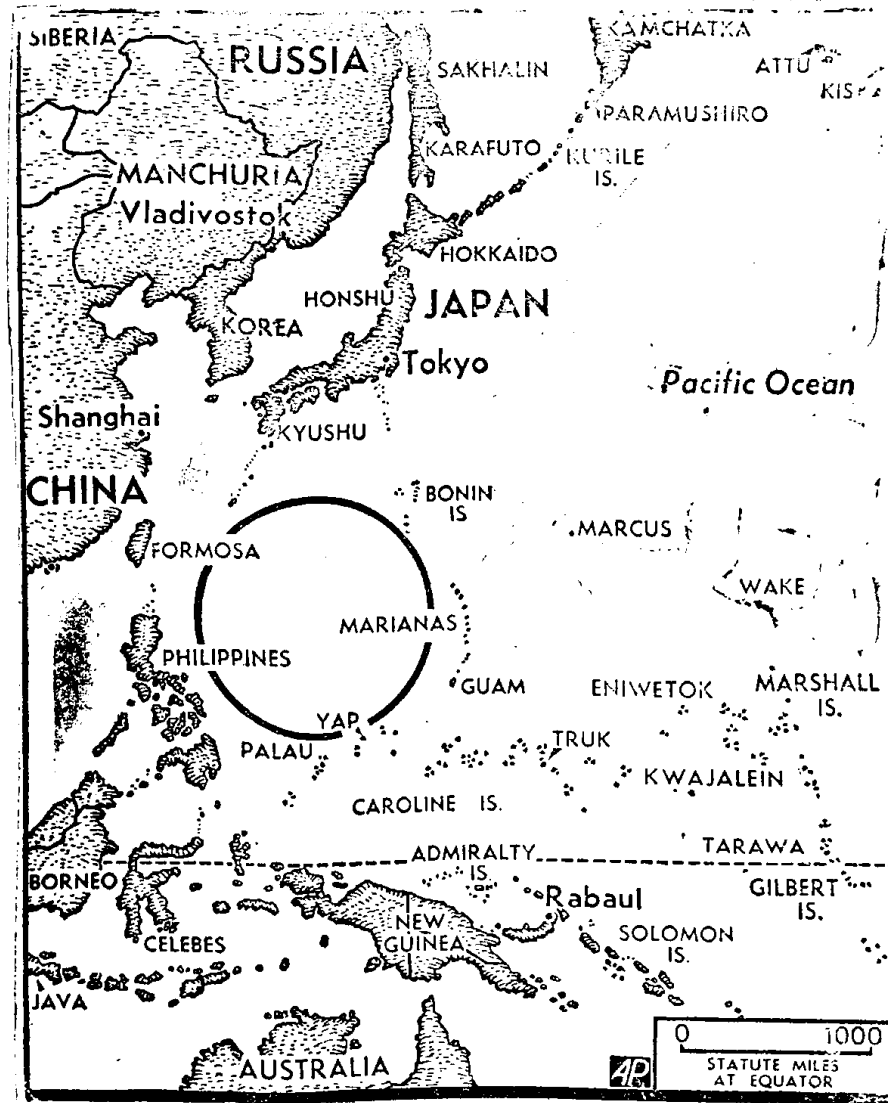 SIBERIA
RUSSIA
KAMCHATKA
SAKHALIN
ATTU
KIS
PARAMUSHIRO
KARAFUTO
KURILE
IS.
MANCHURIA
Vladivostok
HOKKAIDO
HONSHU
JAPAN
KOREA
Tokyo
Pacific Ocean
Shanghai
KYUSHU
CHINA
BONIN
IS
MARCUS
FORMOSA
WAKE
MARIANAS
PHILIPPINES
GUAM
ENIWETOK
MARSHALL
IS.
YAP
PALAU
TRUK
KWAJALEIN
CAROLINE IS.
TARAWA
ADMIRALTY
IS
BORNEO
GILBERT
IS.
Rabaul
NEW
GUINEA
CELEBES
SOLOMON
IS.
JAVA
AUSTRALIA
AP
0 1000
STATUTE MILES
AT EQUATOR